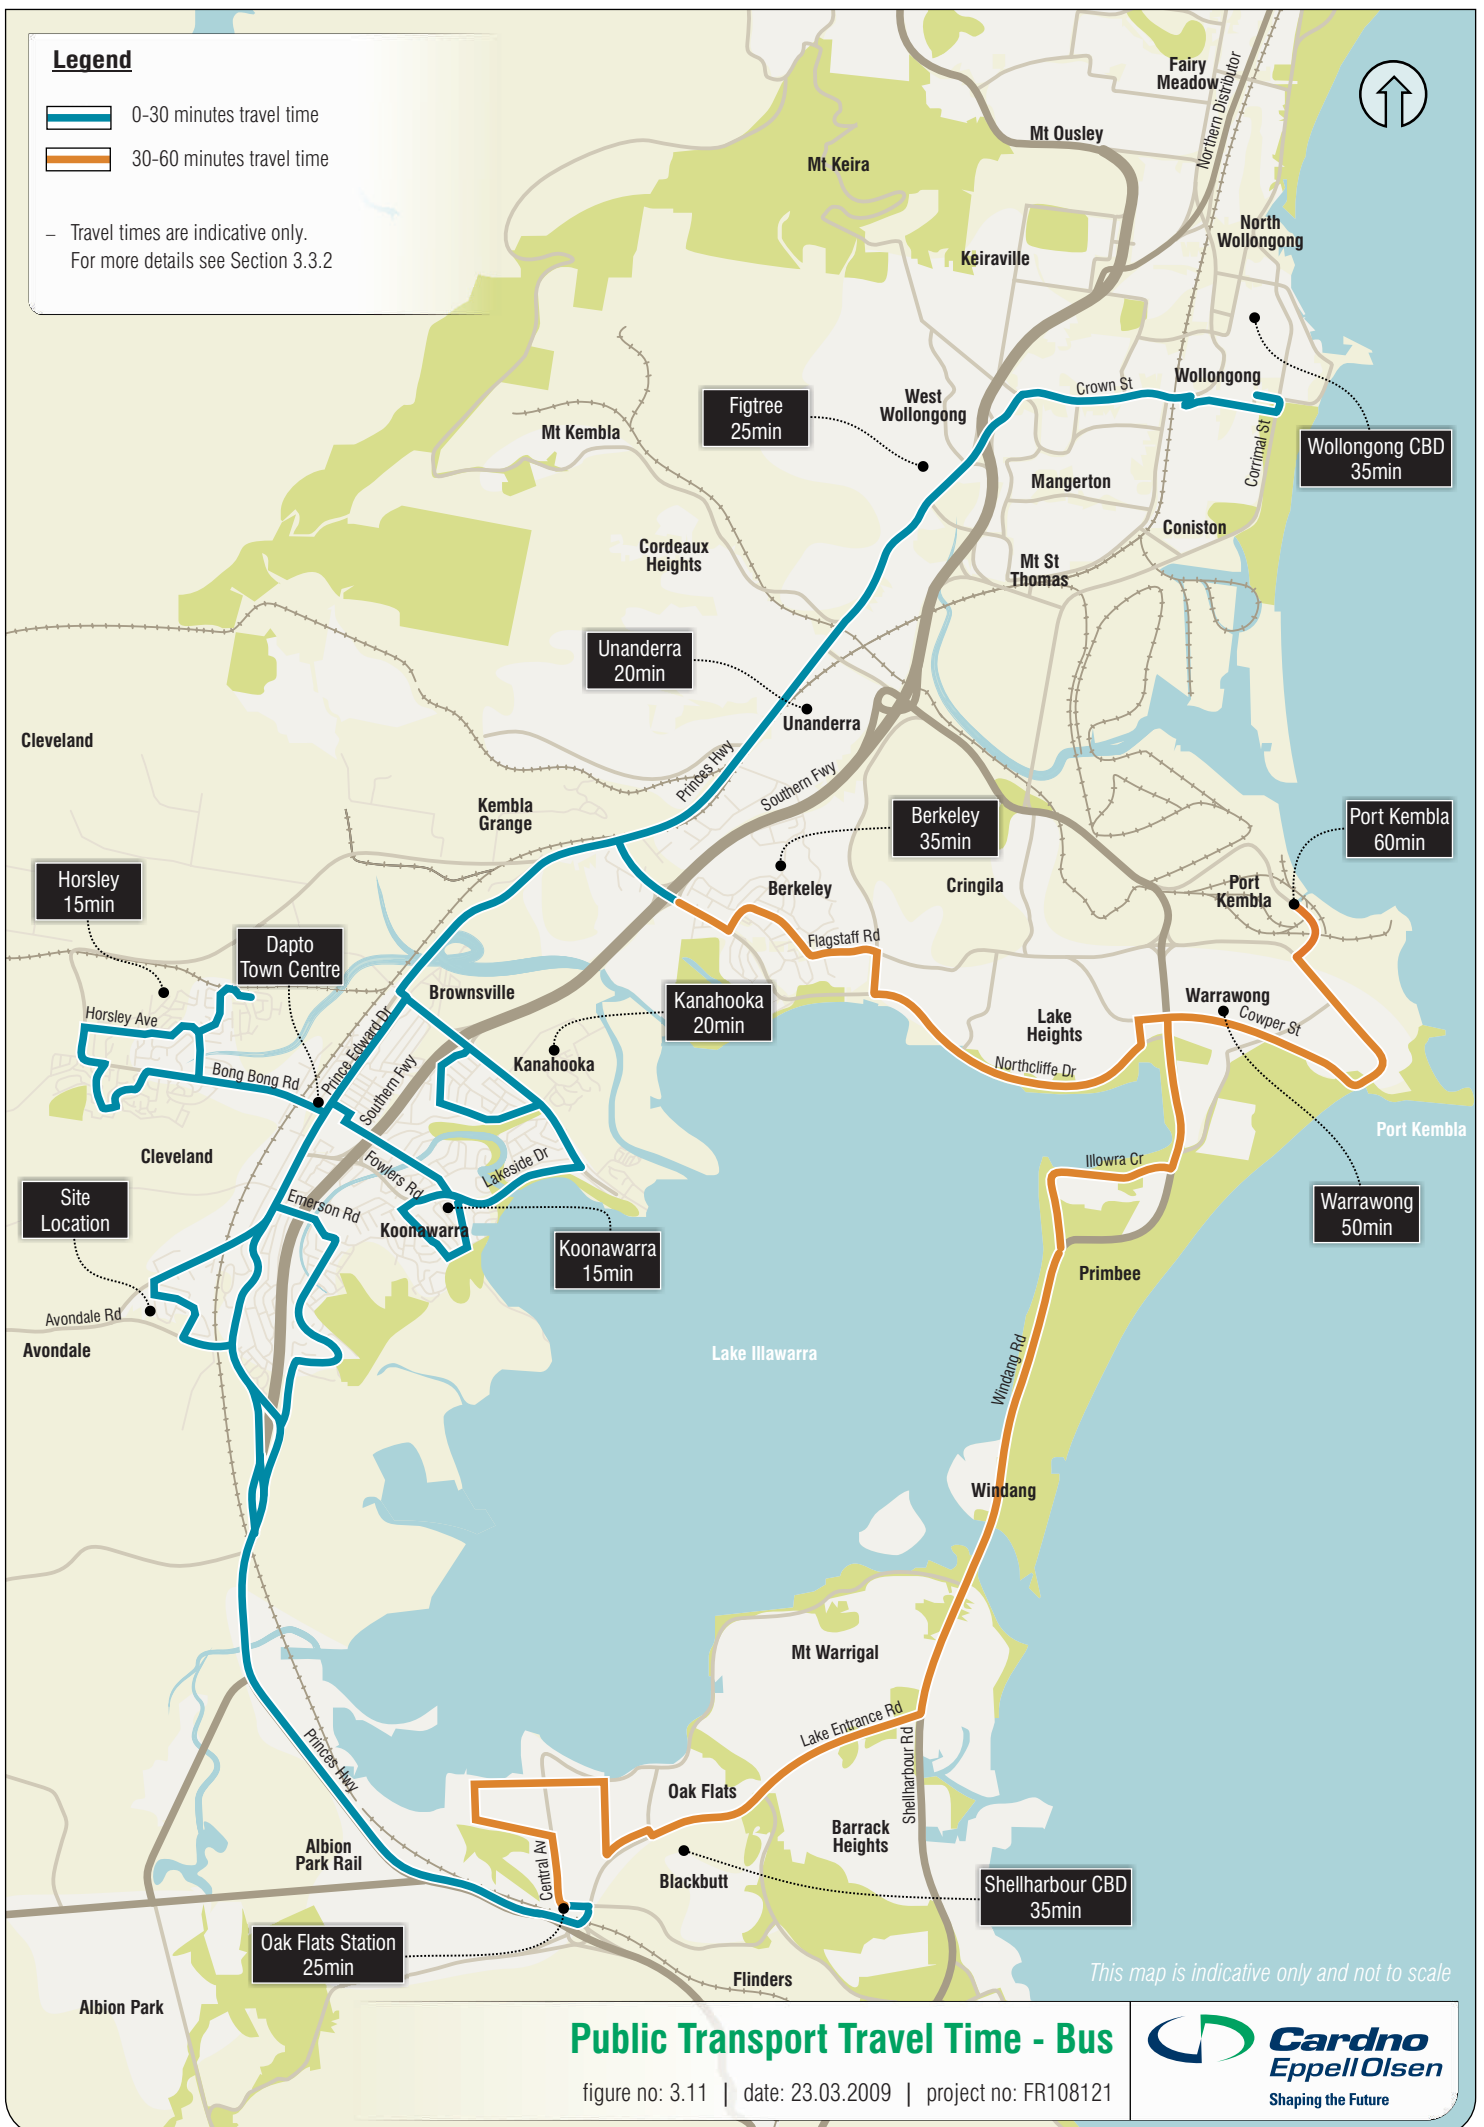 Legend
0-30 minutes travel time
30-60 minutes travel time
– Travel times are indicative only.
For more details see Section 3.3.2
Fairy
Meadow
Northern Distributor
Mt Ousley
Mt Keira
North
Wollongong
Keiraville
Wollongong
Crown St
West
Wollongong
Figtree
25min
Mt Kembla
Corrimal St
Wollongong CBD
35min
Mangerton
Coniston
Cordeaux
Heights
Mt St
Thomas
Unanderra
20min
Unanderra
Cleveland
Princes Hwy
Southern Fwy
Kembla
Grange
Berkeley
35min
Port Kembla
60min
Horsley
15min
Berkeley
Cringila
Port
Kembla
Dapto
Town Centre
Flagstaff Rd
Brownsville
Kanahooka
20min
Warrawong
Cowper St
Horsley Ave
Lake
Heights
Prince Edward Dr
Southern Fwy
Kanahooka
Northcliffe Dr
Bong Bong Rd
Port Kembla
Cleveland
Fowlers Rd
Lakeside Dr
Illowra Cr
Site
Location
Emerson Rd
Koonawarra
Koonawarra
15min
Warrawong
50min
Primbee
Avondale Rd
Avondale
Lake Illawarra
Windang Rd
Windang
Mt Warrigal
Lake Entrance Rd
Princes Hwy
Shellharbour Rd
Oak Flats
Barrack
Heights
Albion
Park Rail
Central Av
Blackbutt
Shellharbour CBD
35min
Oak Flats Station
25min
Flinders
This map is indicative only and not to scale
Albion Park
Public Transport Travel Time - Bus
figure no: 3.11 | date: 23.03.2009 | project no: FR108121
Cardno
Eppell Olsen
Shaping the Future